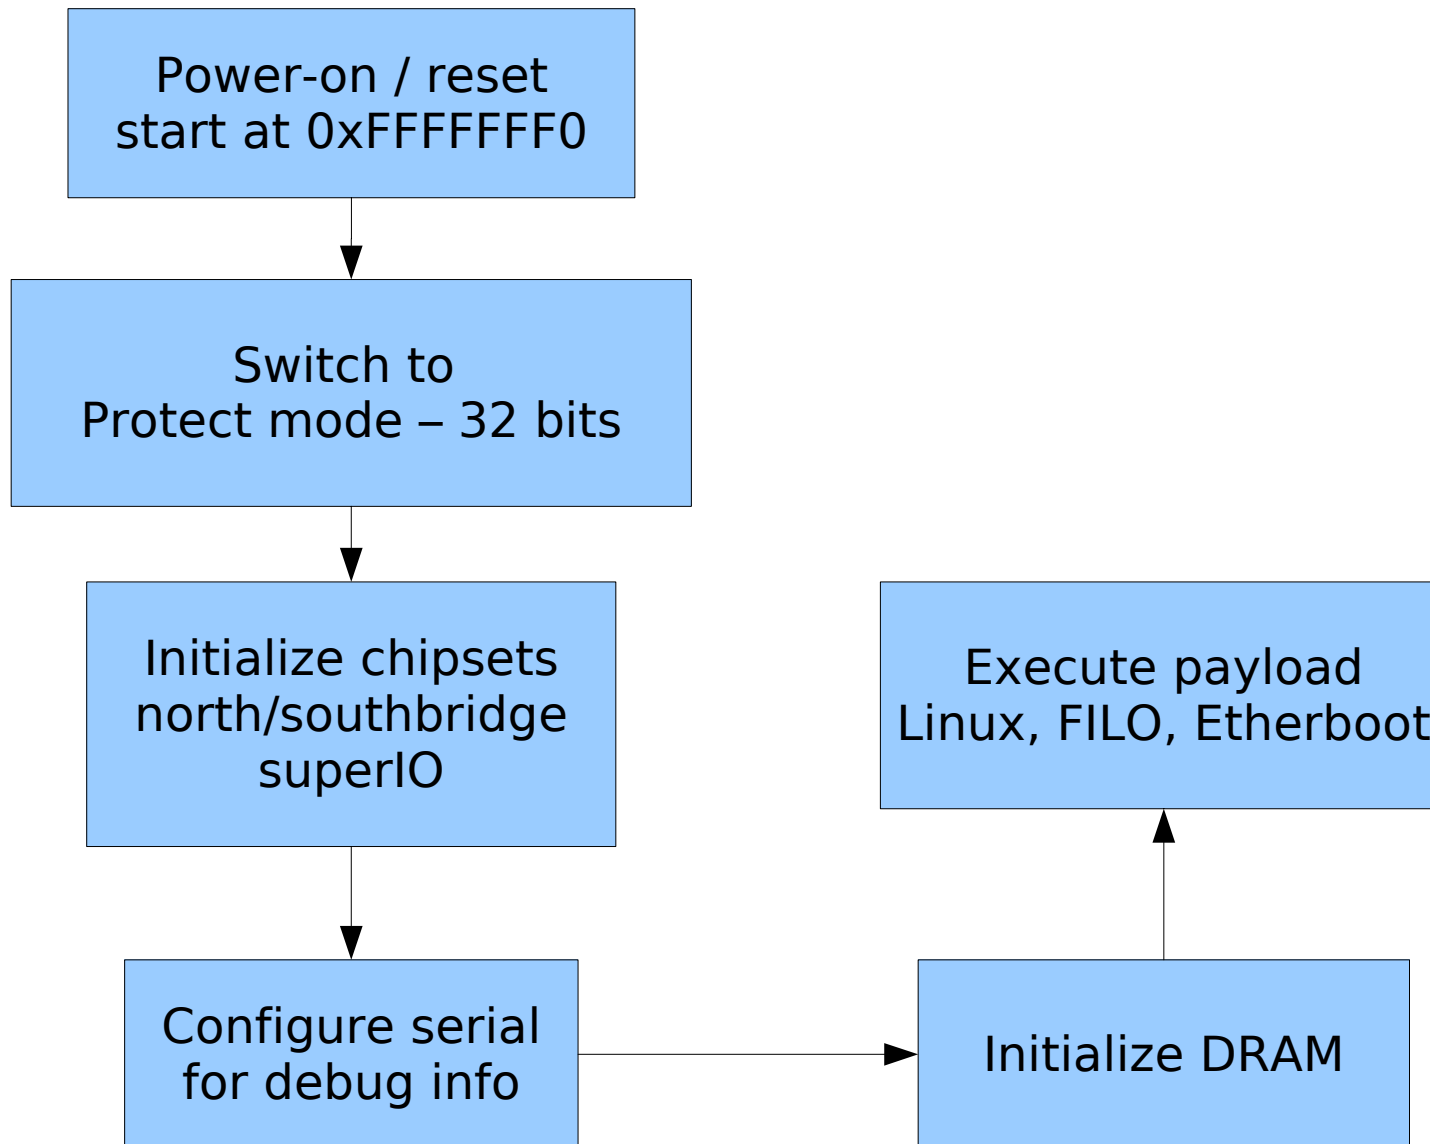 Power-on / reset
start at 0xFFFFFFF0
Switch to
Protect mode – 32 bits
Initialize chipsets
north/southbridge
superIO
Configure serial
for debug info
Initialize DRAM
Execute payload
Linux, FILO, Etherboot